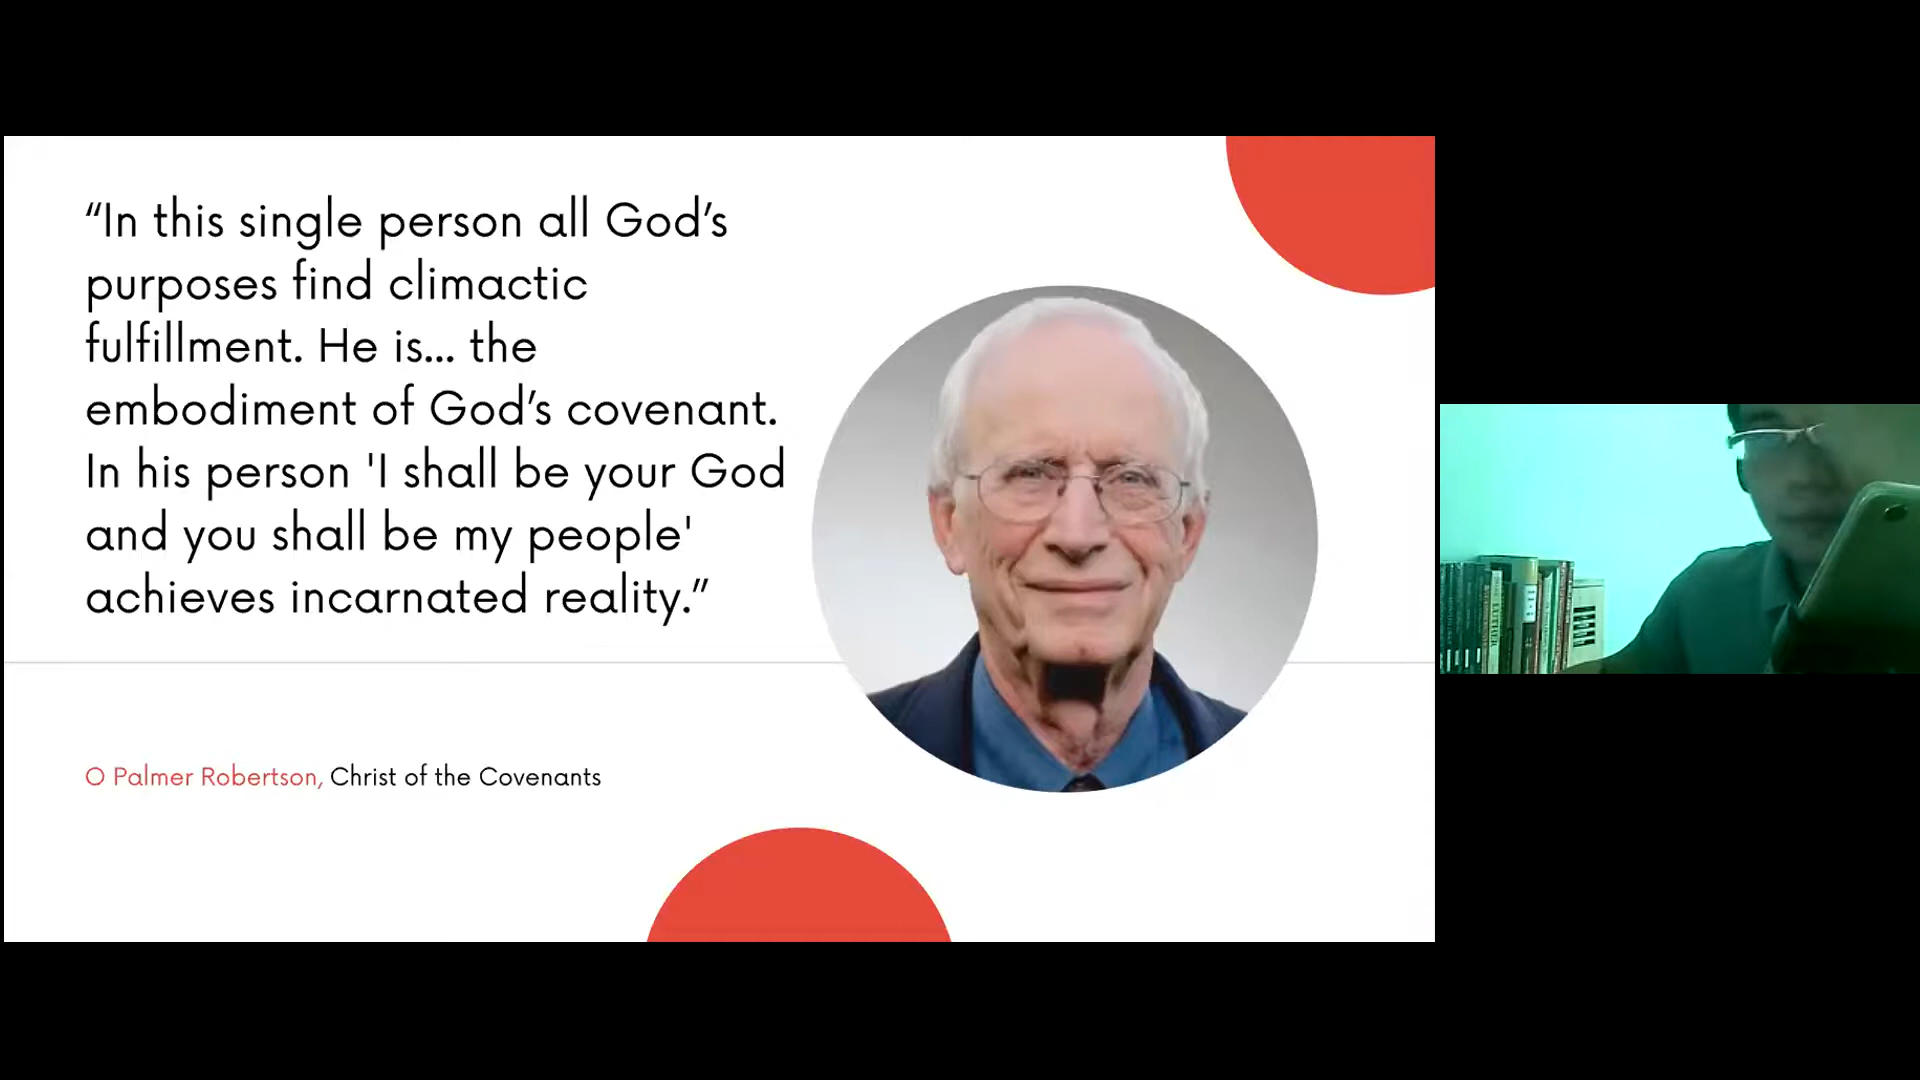 “In this single person all God’s
purposes find climactic
fulfillment. He is... the
embodiment of God’s covenant.
In his person 'I shall be your God
and you shall be my people'
achieves incarnated reality.”
O Palmer Robertson, Christ of the Covenants